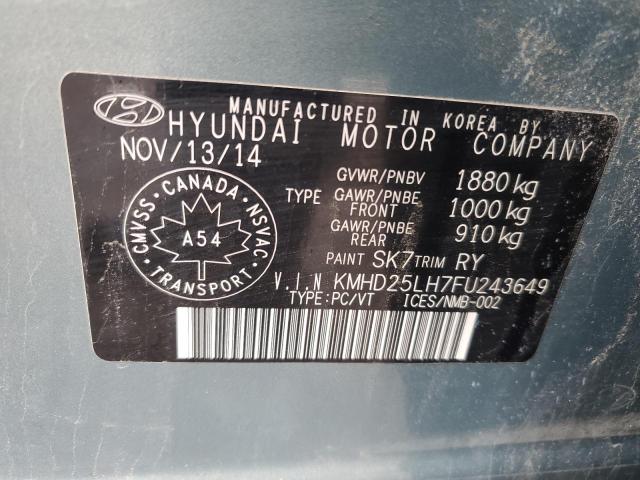 MANUFACTURED IN KOREA BY
HYUNDAI MOTOR COMPANY
NOV/13/14
GVWR/PNBV 1880 kg
TYPE GAWR/PNBE FRONT 1000 kg
GAWR/PNBE REAR 910 kg
PAINT SK7 TRIM RY
V.I.N KMHD25LH7FU243649
TYPE:PC/VT ICES/NMB-002
CANADA
CMVSS NSVAC
A54
TRANSPORT